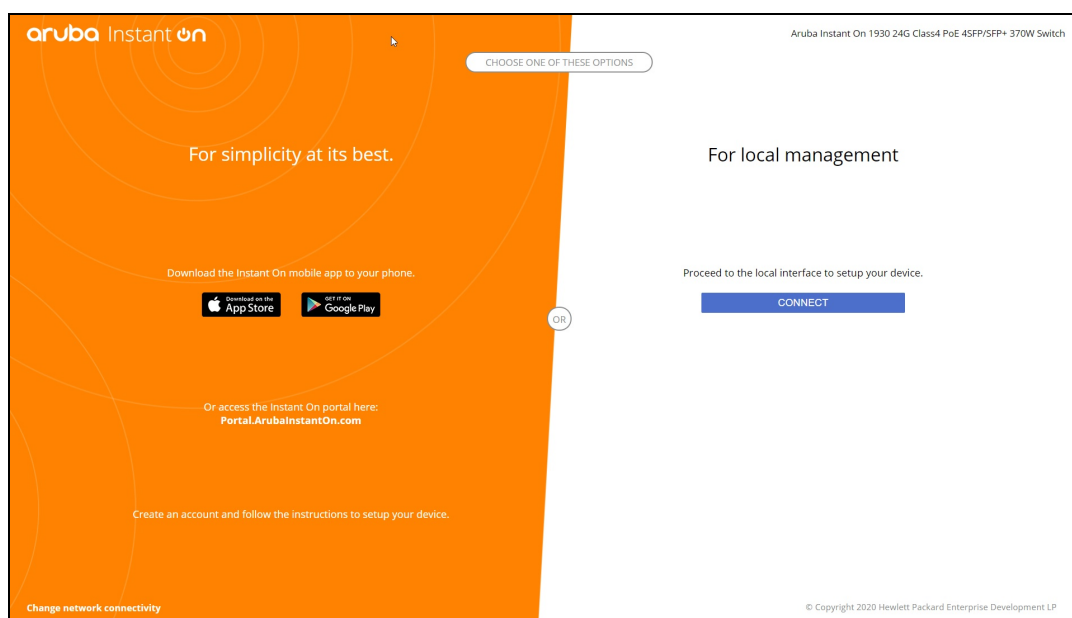 aruba Instant On
Aruba Instant On 1930 24G Class4 PoE 4SFP/SFP+ 370W Switch
CHOOSE ONE OF THESE OPTIONS
For simplicity at its best.
Download the Instant On mobile app to your phone.
Download on the
App Store
GET IT ON
Google Play
Or access the Instant On portal here:
Portal.ArubaInstantOn.com
Create an account and follow the instructions to setup your device.
Change network connectivity
OR
For local management
Proceed to the local interface to setup your device.
CONNECT
© Copyright 2020 Hewlett Packard Enterprise Development LP